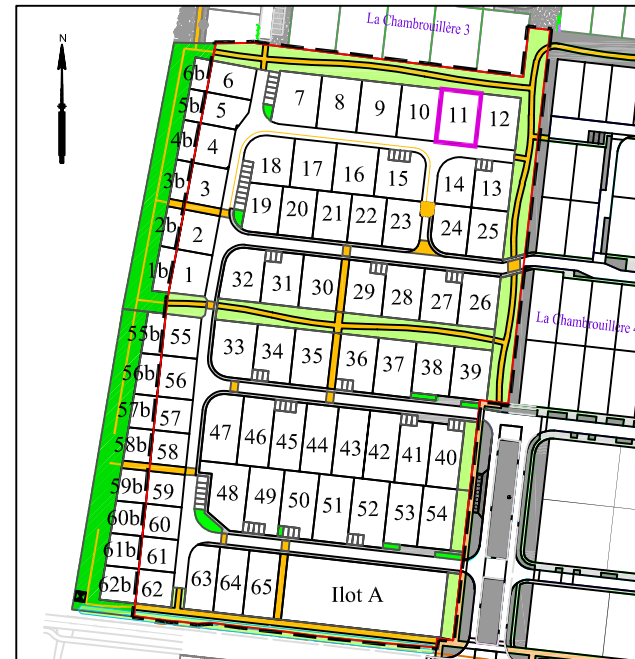 La Chambrouillère 3
N
6b 6 7 8 9 10 11 12
5b 5
4b 4 18 17 16 15 14 13
3b 3
19 20 21 22 23 24 25
2b 2
1b 1 32 31 30 29 28 27 26
La Chambrouillère 4
55b 55 33 34 35 36 37 38 39
56b 56
57b 57 47 46 45 44 43 42 41 40
58b 58
59b 59 48 49 50 51 52 53 54
60b 60
61b 61
62b 62 63 64 65 Ilot A